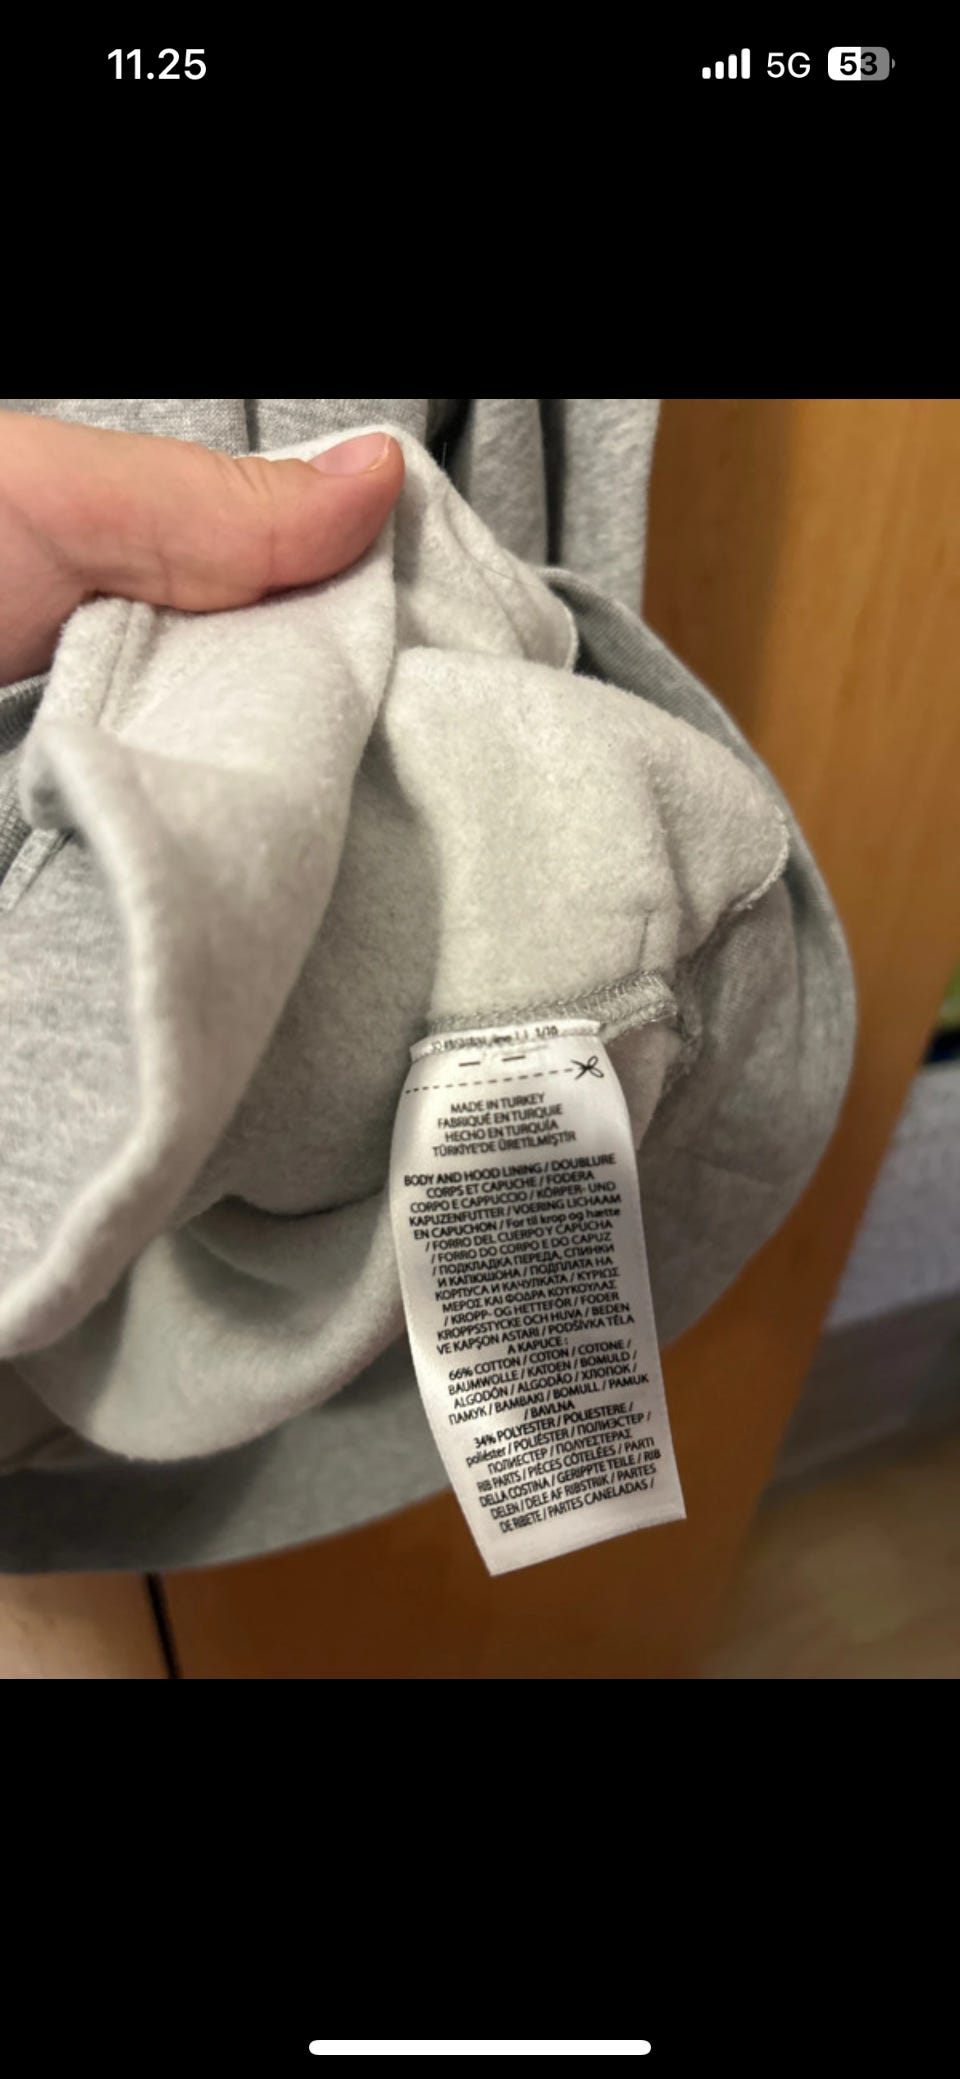 11.25
5G
53
MADE IN TURKEY
FABRIQUÉ EN TURQUIE
HECHO EN TURQUÍA
TÜRKİYE'DE ÜRETİLMİŞTİR
BODY AND HOOD LINING / DOUBLURE
CORPS ET CAPUCHE / FODERA
CORPO E CAPPUCCIO / KÖRPER- UND
KAPUZENFUTTER / VOERING LICHAAM
EN CAPUCHON / For til krop og hætte
/ FORRO DEL CUERPO Y CAPUCHA
/ FORRO DO CORPO E DO CAPUZ
/ ПОДКЛАДКА ПЕРЕДА, СПИНКИ
И КАПЮШОНА / ПОДПЛАТА НА
КОРПУСА И КАЧУЛКАТА / ΚΥΡΙΩΣ
ΜΕΡΟΣ ΚΑΙ ΦΟΔΡΑ ΚΟΥΚΟΥΛΑΣ
/ KROPP- OG HETTEFÔR / FODER
KROPPSSTYCKE OCH HUVA / BEDEN
VE KAPŞON ASTARI / PODŠÍVKA TĚLA
A KAPUCE :
66% COTTON / COTON / COTONE /
BAUMWOLLE / KATOEN / BOMULD /
ALGODÓN / ALGODÃO / ХЛОПОК /
ПАМУК / ΒΑΜΒΑΚΙ / BOMULL / PAMUK
/ BAVLNA
34% POLYESTER / POLIESTERE /
poliéster / POLIÉSTER / ПОЛИЭСТЕР /
ПОЛИЕСТЕР / ΠΟΛΥΕΣΤΕΡΑΣ
RIB PARTS / PIÈCES CÔTELÉES / PARTI
DELLA COSTINA / GERIPPTE TEILE / RIB
DELEN / DELE AF RIBSTRIK / PARTES
DE RIBETE / PARTES CANELADAS /